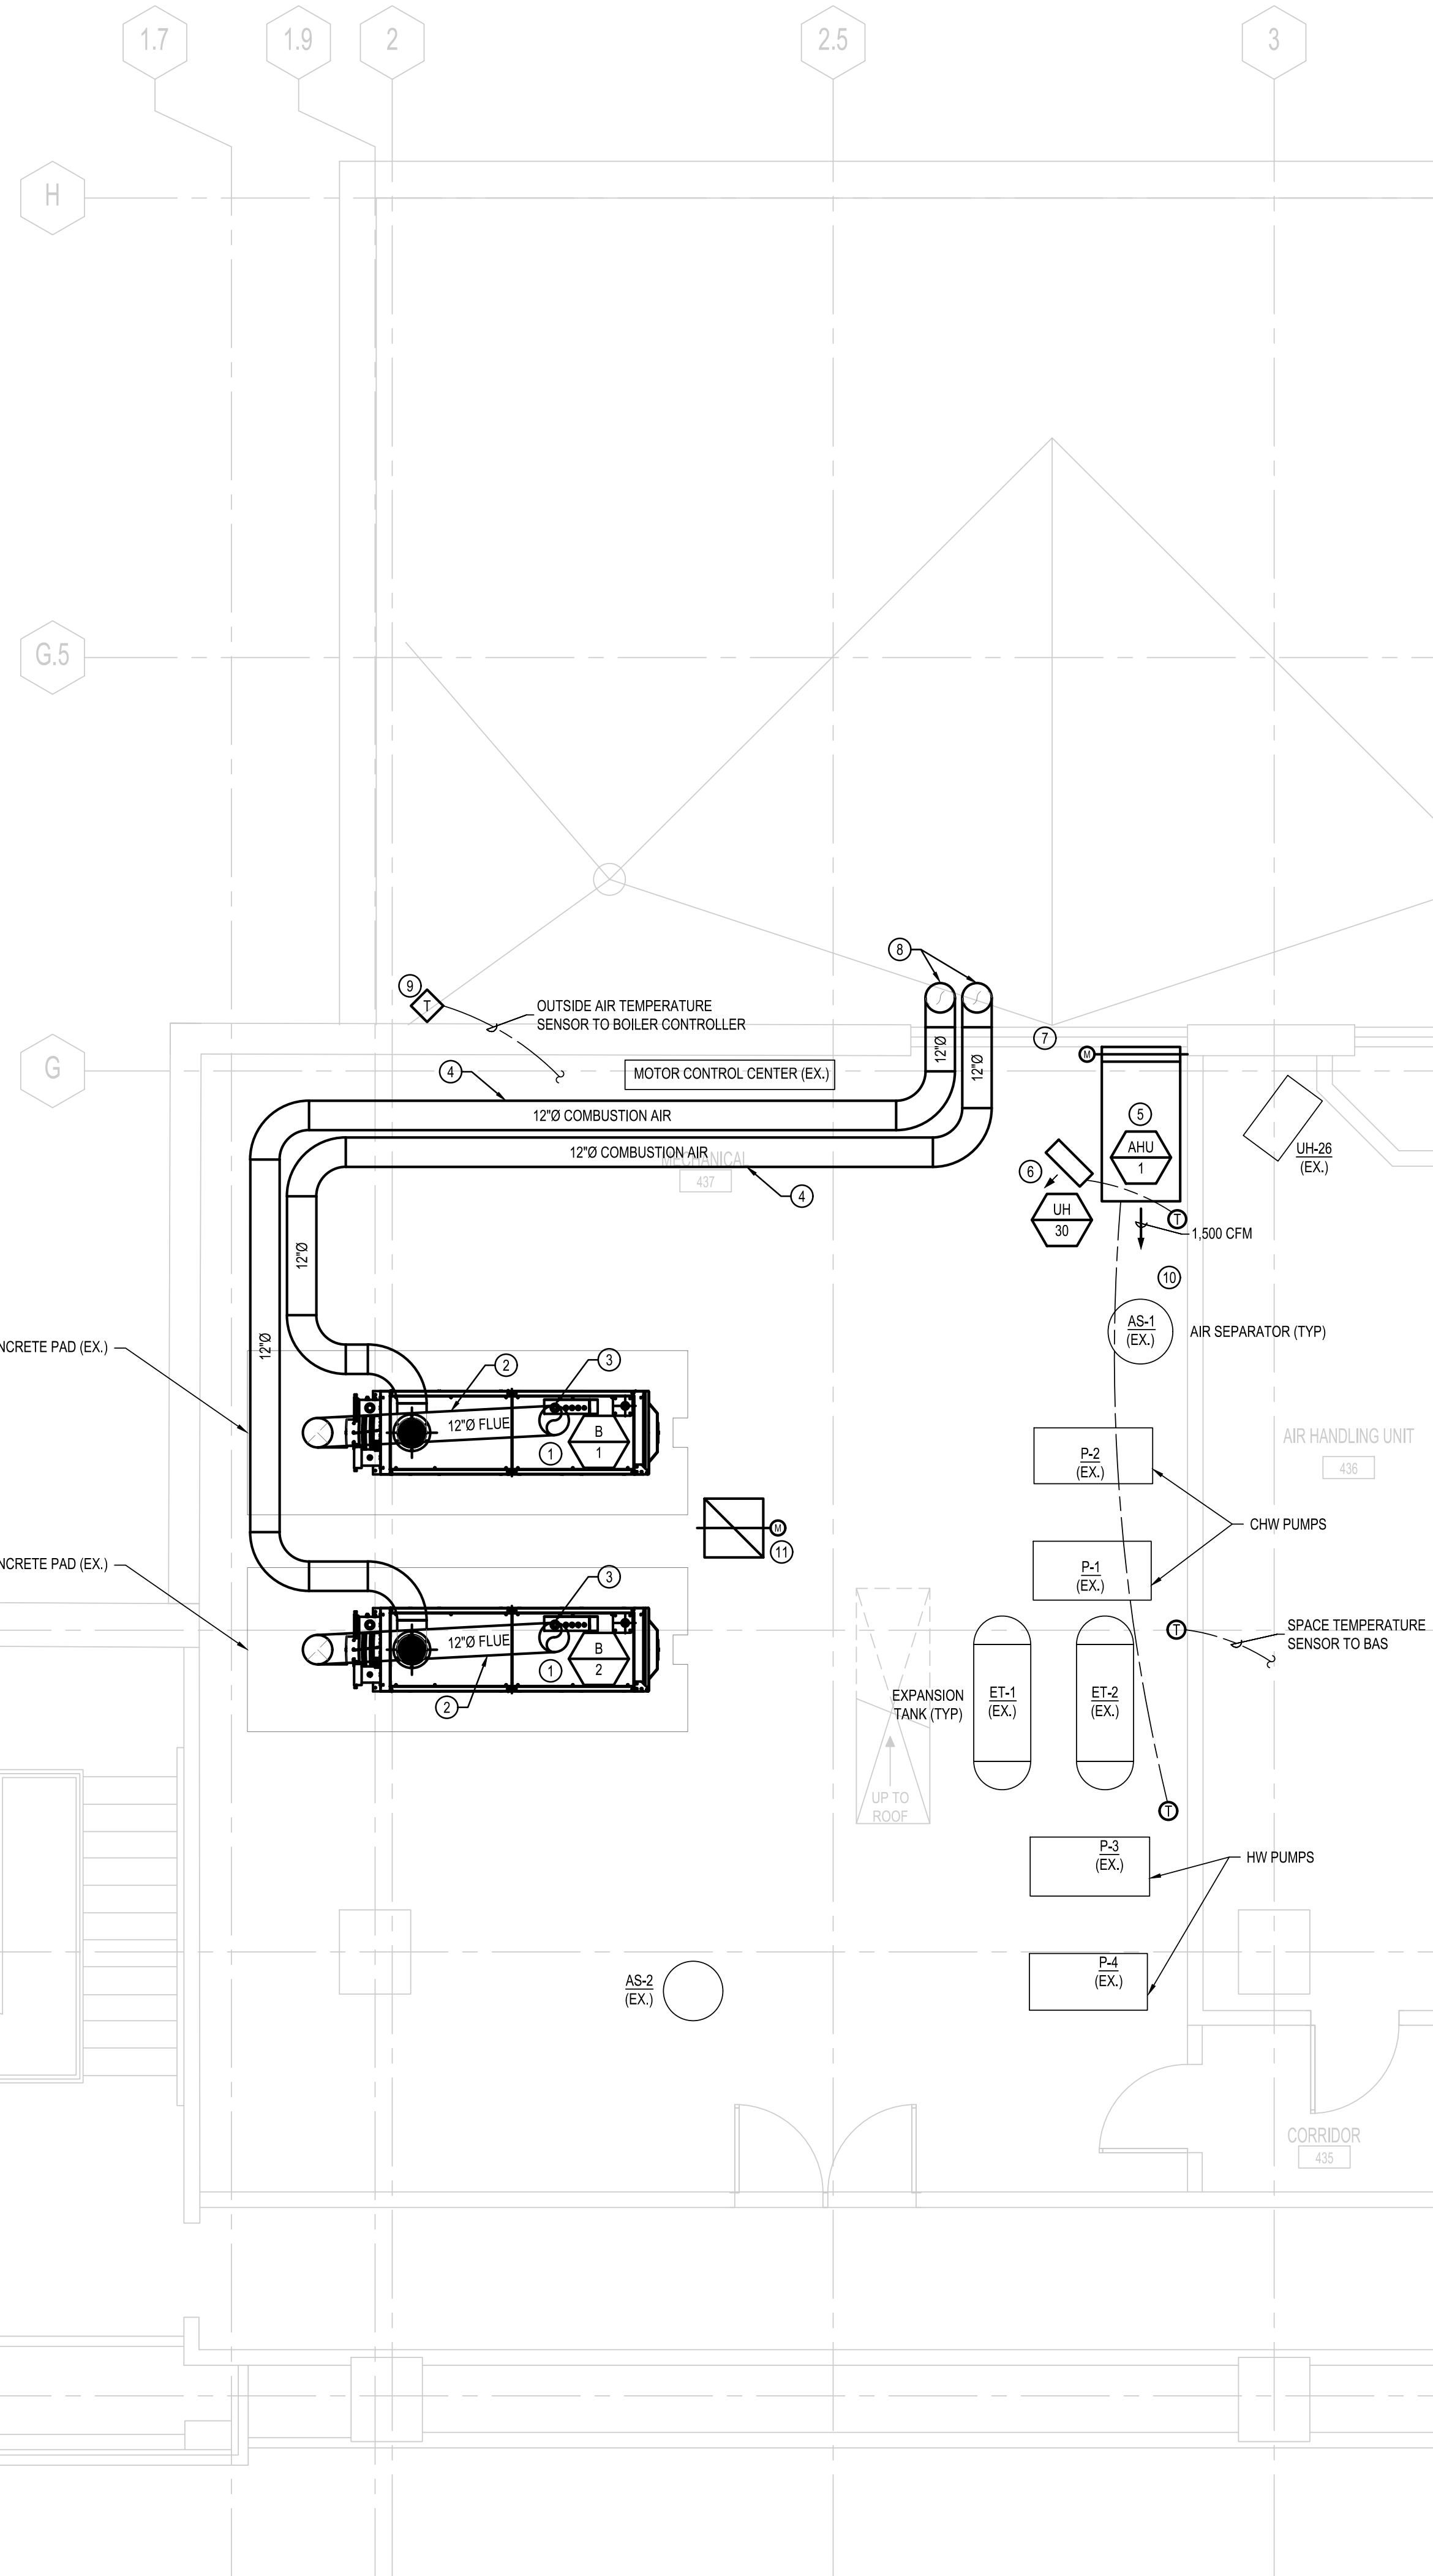 1.7
1.9
2
2.5
3
H
G.5
8
9
T
OUTSIDE AIR TEMPERATURE
SENSOR TO BOILER CONTROLLER
7
12"Ø
12"Ø
M
G
4
MOTOR CONTROL CENTER (EX.)
12"Ø COMBUSTION AIR
5
AHU
1
12"Ø COMBUSTION AIR
MECHANICAL
437
UH-26
(EX.)
6
4
UH
30
T
1,500 CFM
12"Ø
10
AS-1
(EX.)
AIR SEPARATOR (TYP)
12"Ø
NCRETE PAD (EX.)
2
3
12"Ø FLUE
B
1
1
P-2
(EX.)
AIR HANDLING UNIT
436
M
11
CHW PUMPS
NCRETE PAD (EX.)
P-1
(EX.)
3
12"Ø FLUE
B
2
1
2
T
SPACE TEMPERATURE
SENSOR TO BAS
EXPANSION
TANK (TYP)
ET-1
(EX.)
ET-2
(EX.)
UP TO
ROOF
T
P-3
(EX.)
HW PUMPS
P-4
(EX.)
AS-2
(EX.)
CORRIDOR
435